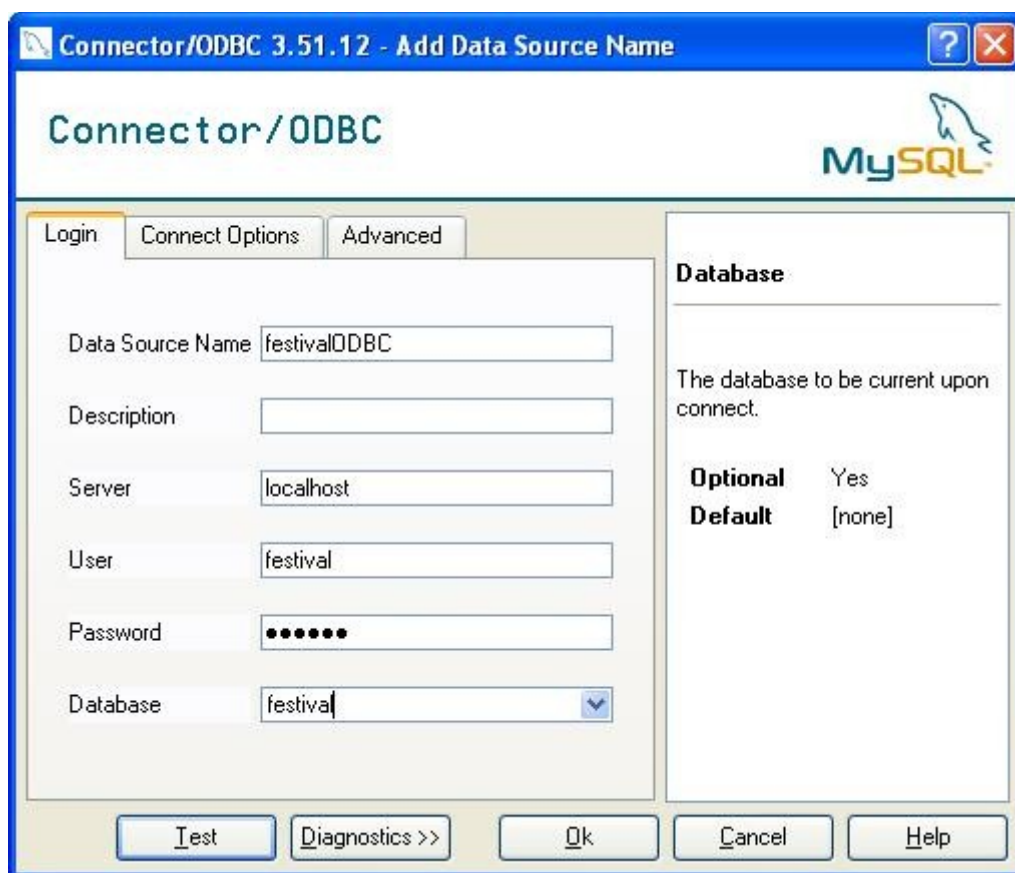 Connector/ODBC 3.51.12 - Add Data Source Name
Connector/ODBC
MySQL
Login Connect Options Advanced
Data Source Name festivalODBC
Description
Server localhost
User festival
Password ●●●●●●
Database festival
Database
The database to be current upon
connect.
Optional Yes
Default [none]
Test Diagnostics >> Ok Cancel Help